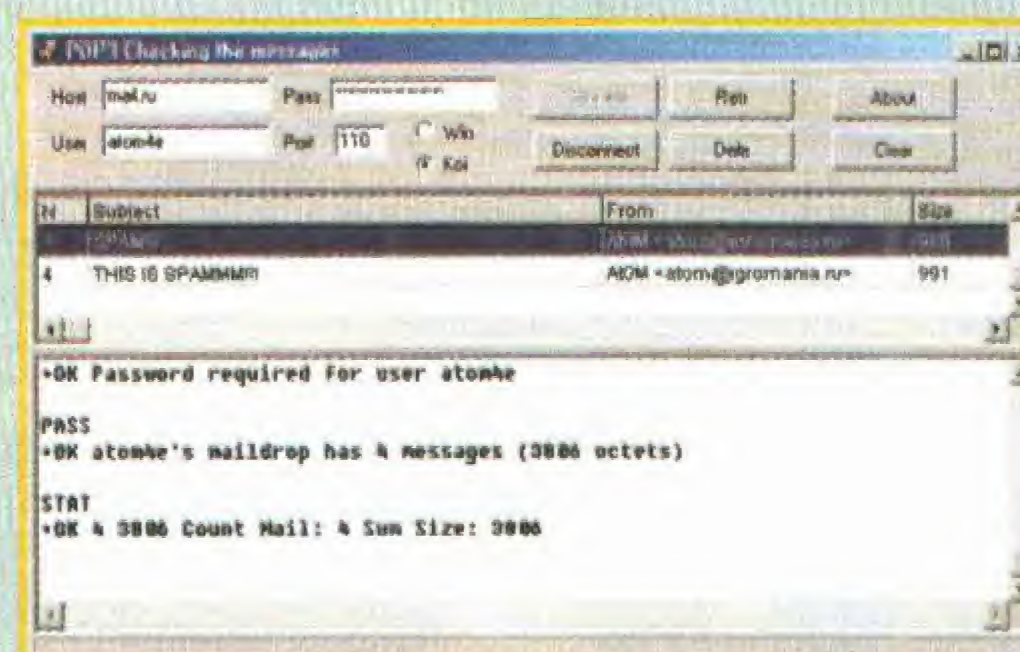 POP3 Checking the messages
Host mail.ru Pass Retr About
User atom4e Port 110 Win Disconnect Dele Clear
Koi
N Subject From Size
4 THIS IS SPAMMM!!! ATOM <atom@igromania.ru> 991
+OK Password required for user atom4e
PASS
+OK atom4e's maildrop has 4 messages (3806 octets)
STAT
+OK 4 3806 Count Mail: 4 Sum Size: 3806